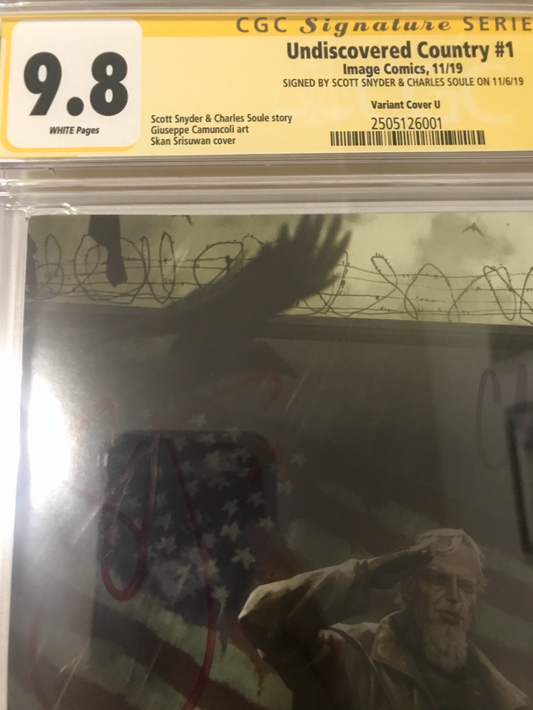 CGC Signature SERIE
9.8
WHITE Pages
Undiscovered Country #1
Image Comics, 11/19
SIGNED BY SCOTT SNYDER & CHARLES SOULE ON 11/6/19
Variant Cover U
Scott Snyder & Charles Soule story
Giuseppe Camuncoli art
Skan Srisuwan cover
2505126001